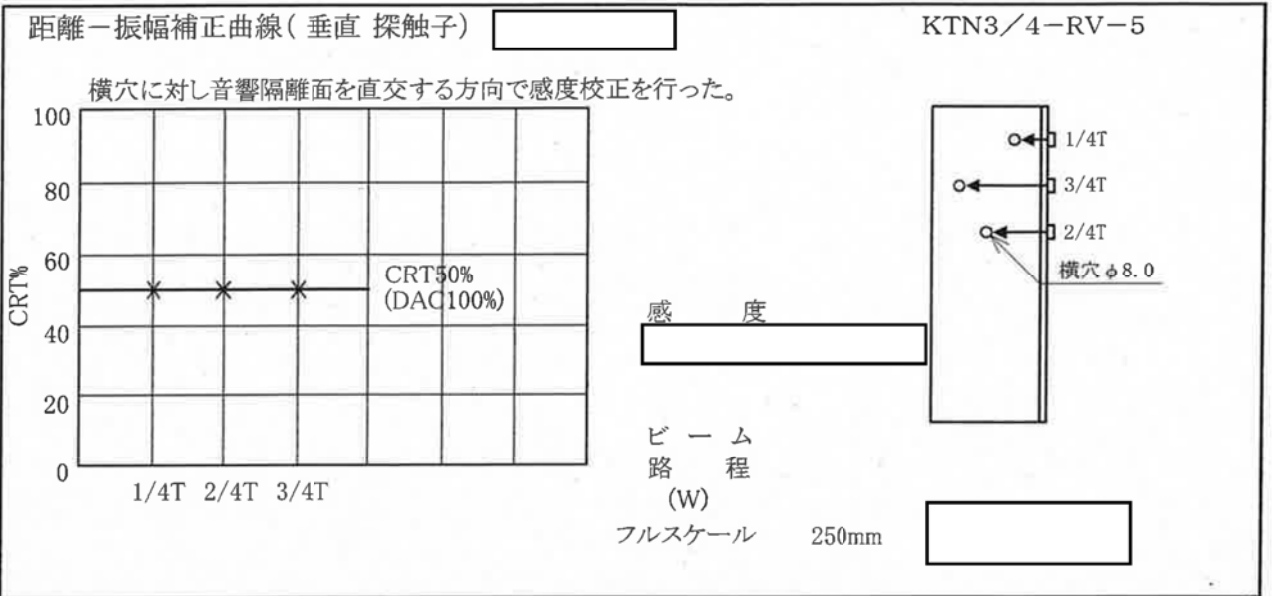 距離－振幅補正曲線( 垂直 探触子)
KTN3／4－RV－5
横穴に対し音響隔離面を直交する方向で感度校正を行った。
100
80
60
40
20
0
CRT%
CRT50%
(DAC100%)
1/4T 2/4T 3/4T
1/4T
3/4T
2/4T
横穴φ8.0
感 度
ビ ー ム
路 程
(W)
フルスケール 250mm